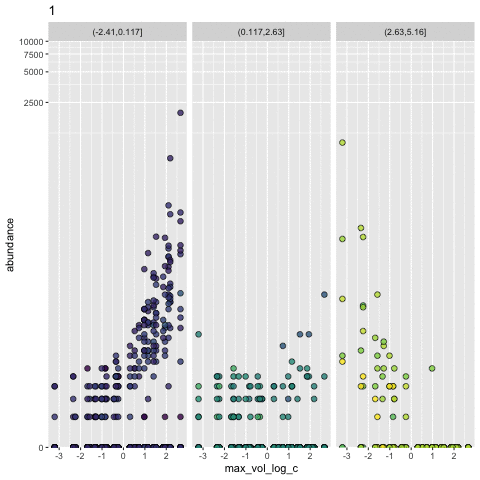 1
(-2.41,0.117]
(0.117,2.63]
(2.63,5.16]
10000
7500
5000
2500
0
abundance
-3 -2 -1 0 1 2
-3 -2 -1 0 1 2
-3 -2 -1 0 1 2
max_vol_log_c